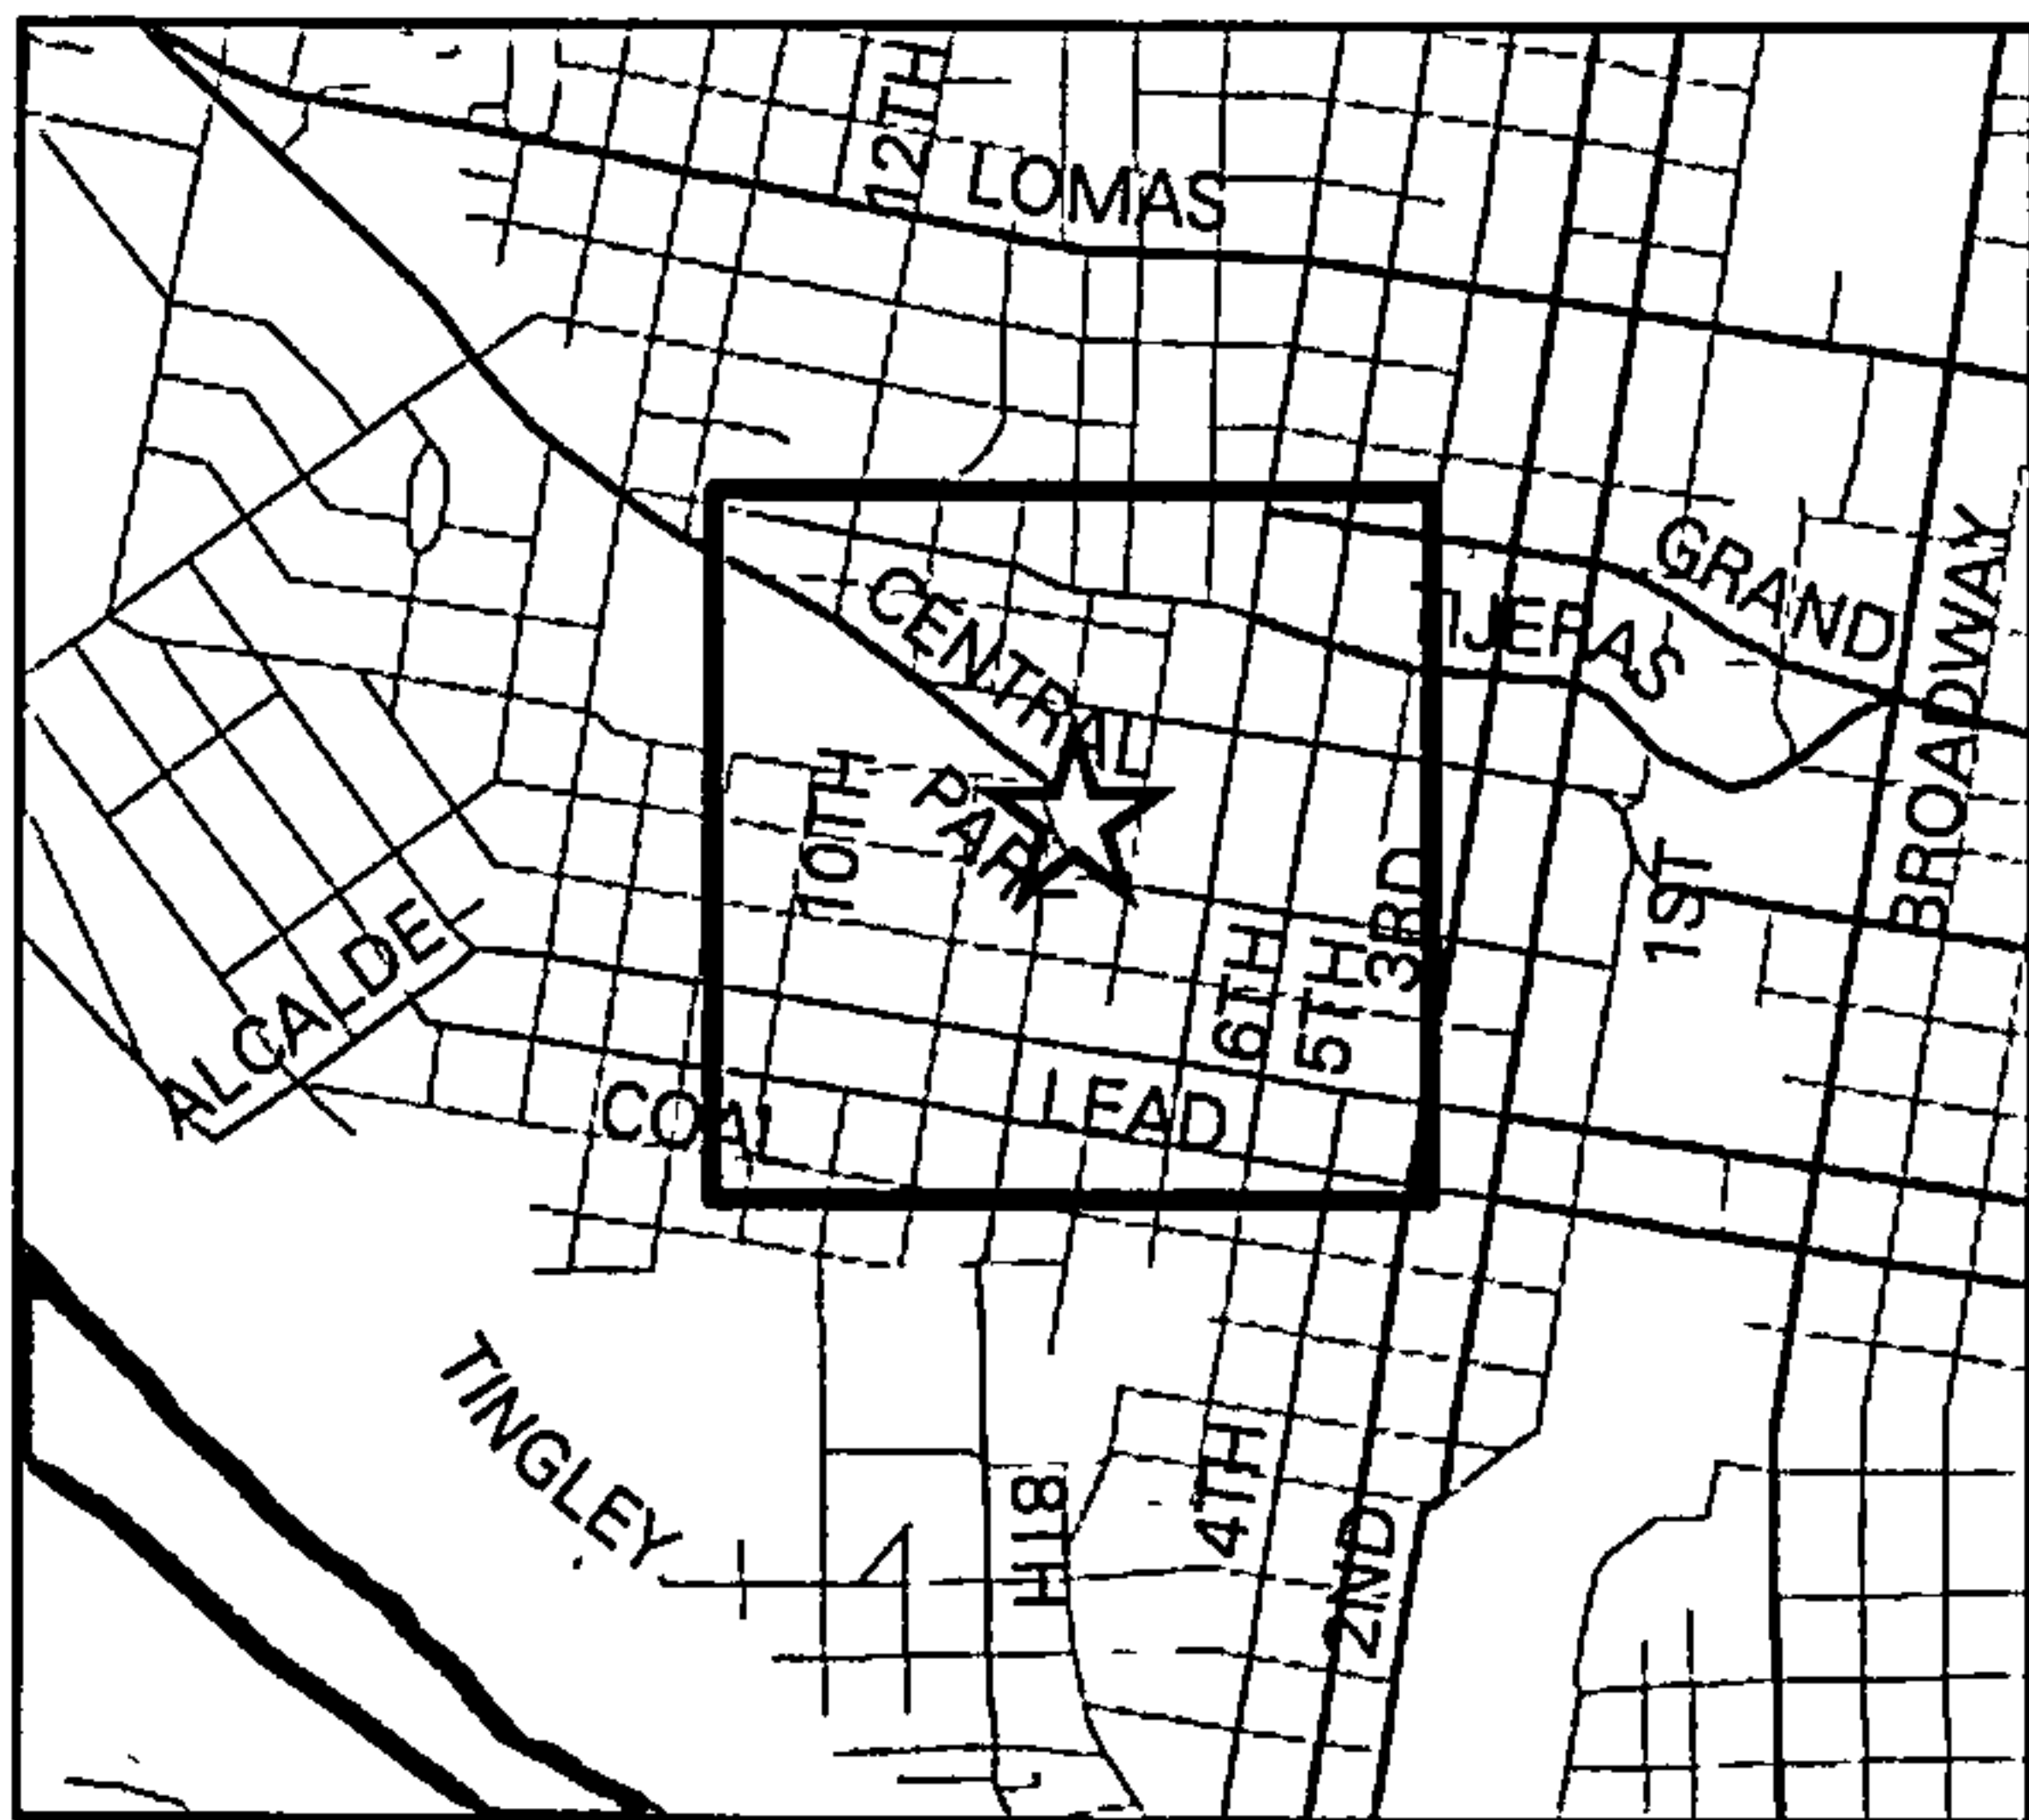 12TH
LOMAS
GRAND
CENTRAL
TIJERAS
BROADWAY
10TH
PARK
3RD
1ST
6TH
5TH
ALCALDE
COAL
LEAD
TINGLEY
8TH
4TH
2ND